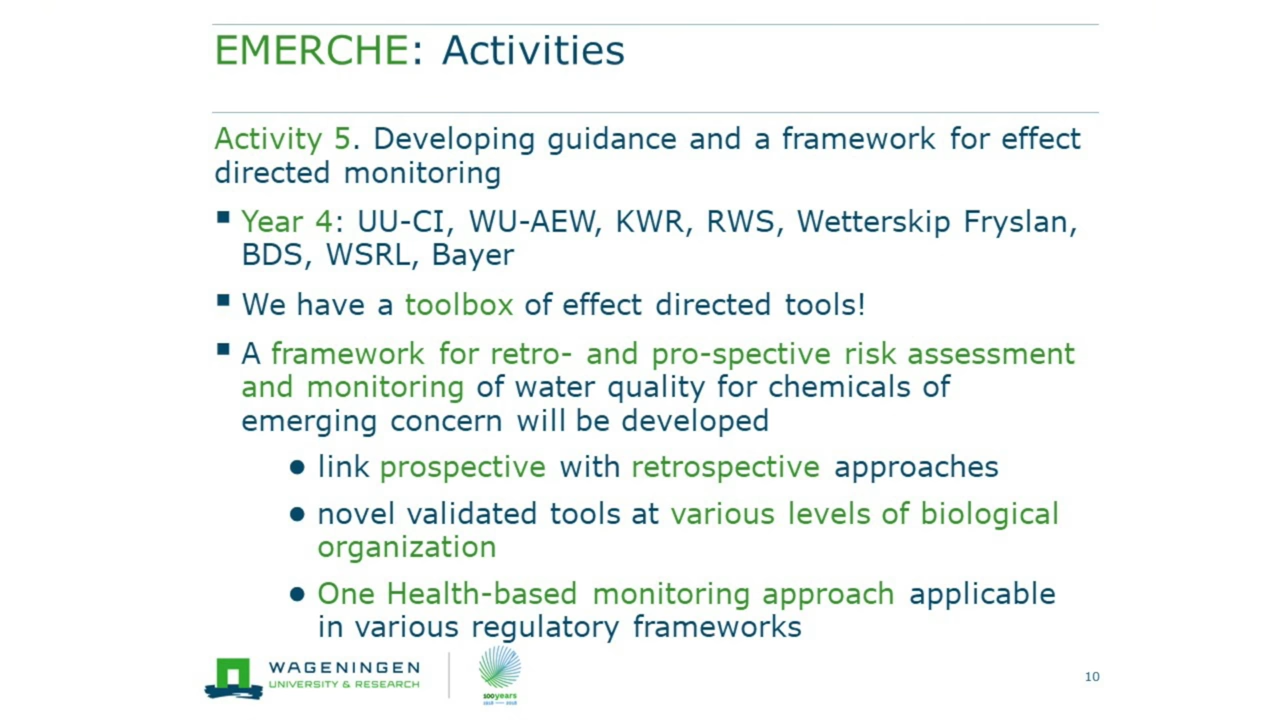 EMERCHE: Activities
Activity 5. Developing guidance and a framework for effect
directed monitoring
▪ Year 4: UU-CI, WU-AEW, KWR, RWS, Wetterskip Fryslan,
BDS, WSRL, Bayer
▪ We have a toolbox of effect directed tools!
▪ A framework for retro- and pro-spective risk assessment
and monitoring of water quality for chemicals of
emerging concern will be developed
● link prospective with retrospective approaches
● novel validated tools at various levels of biological
organization
● One Health-based monitoring approach applicable
in various regulatory frameworks
WAGENINGEN
UNIVERSITY & RESEARCH
100years
10